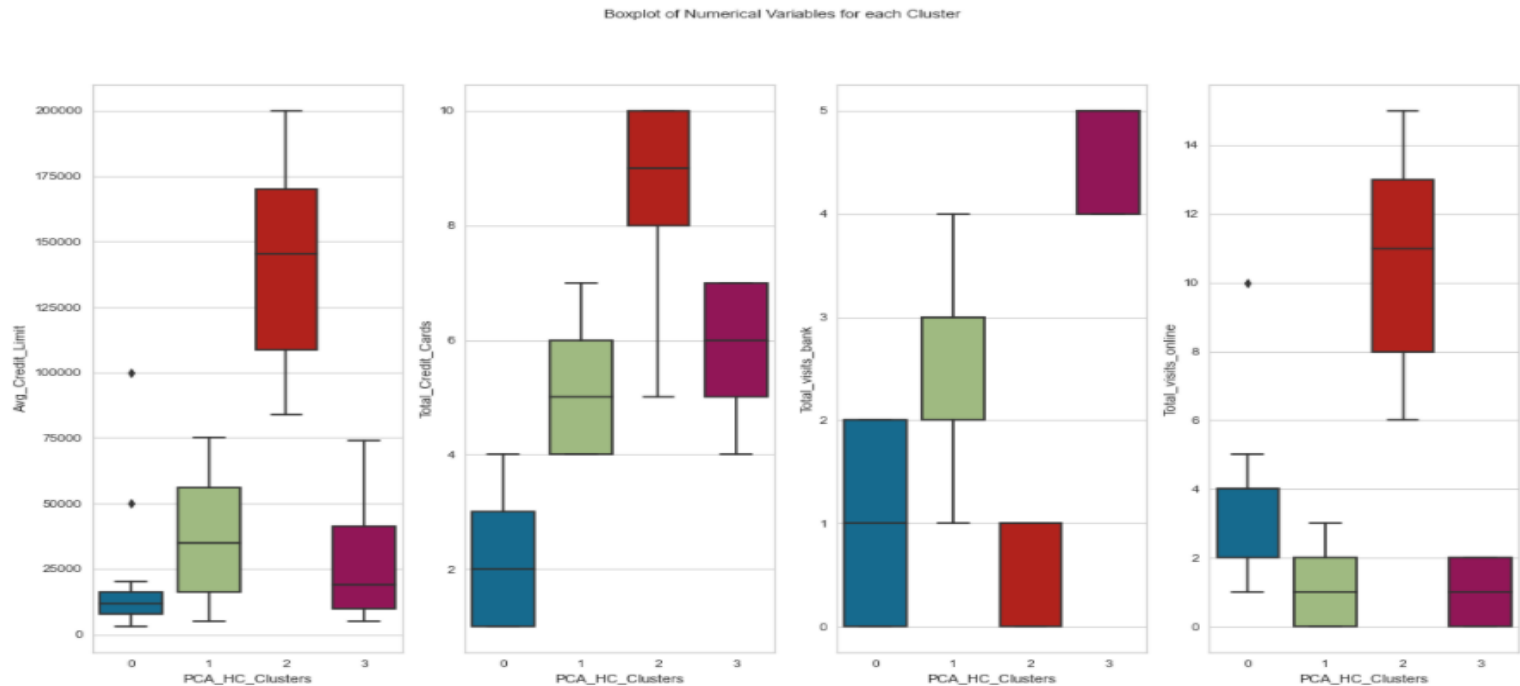 Boxplot of Numerical Variables for each Cluster
Avg_Credit_Limit
200000
175000
150000
125000
100000
75000
50000
25000
0
0 1 2 3
PCA_HC_Clusters
Total_Credit_Cards
10
8
6
4
2
0 1 2 3
PCA_HC_Clusters
Total_visits_bank
5
4
3
2
1
0
0 1 2 3
PCA_HC_Clusters
Total_visits_online
14
12
10
8
6
4
2
0
0 1 2 3
PCA_HC_Clusters